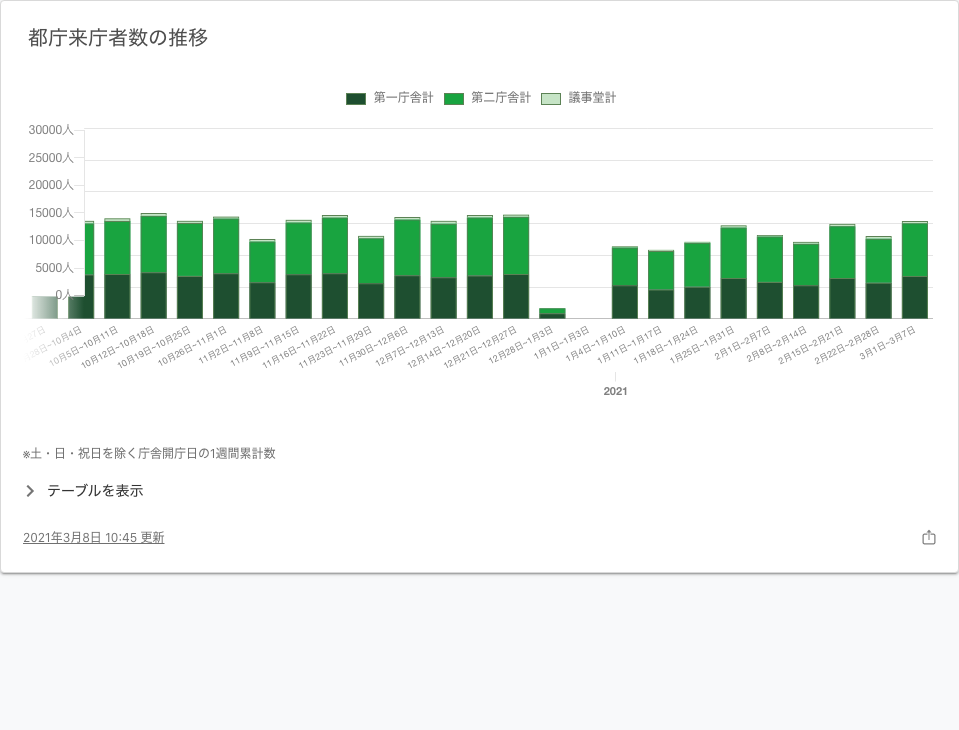 都庁来庁者数の推移
第一庁舎計 第二庁舎計 議事堂計
30000人
25000人
20000人
15000人
10000人
5000人
0人
10月5日~10月11日
10月12日~10月18日
10月19日~10月25日
10月26日~11月1日
11月2日~11月8日
11月9日~11月15日
11月16日~11月22日
11月23日~11月29日
11月30日~12月6日
12月7日~12月13日
12月14日~12月20日
12月21日~12月27日
12月28日~1月3日
1月1日~1月3日
1月4日~1月10日
1月11日~1月17日
1月18日~1月24日
1月25日~1月31日
2月1日~2月7日
2月8日~2月14日
2月15日~2月21日
2月22日~2月28日
3月1日~3月7日
2021
※土・日・祝日を除く庁舎開庁日の1週間累計数
テーブルを表示
2021年3月8日 10:45 更新